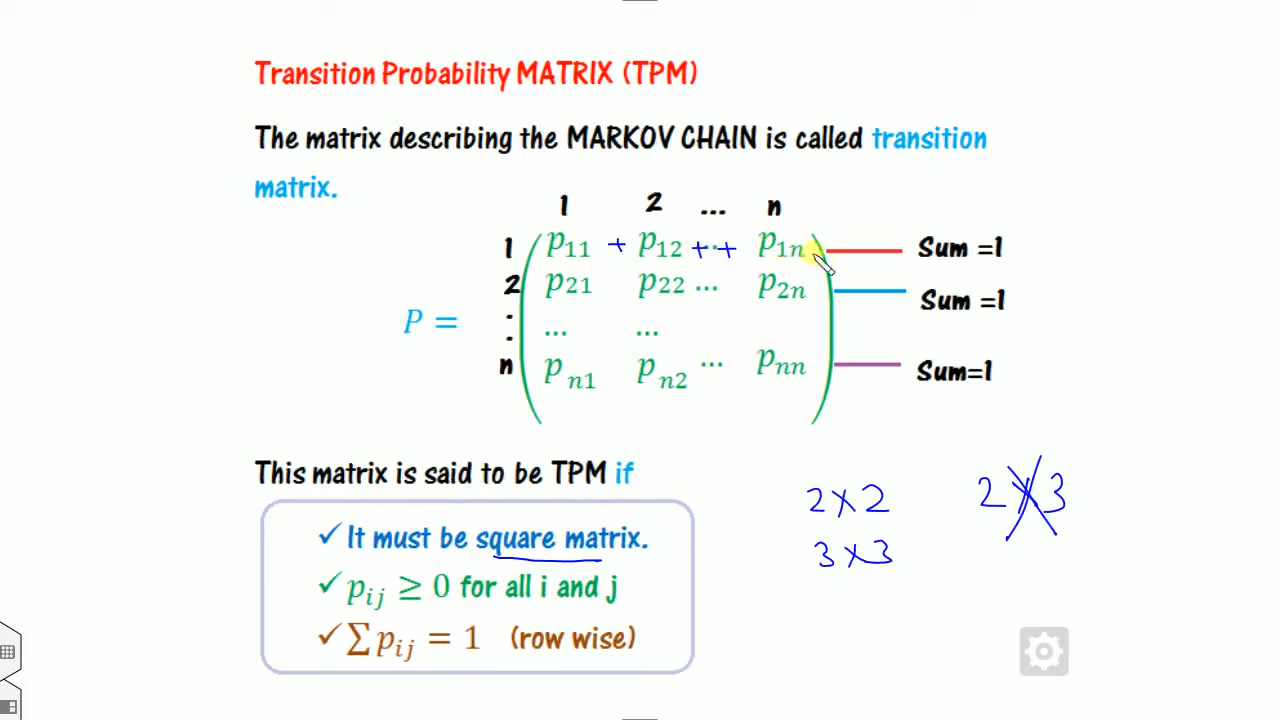 Transition Probability MATRIX (TPM)
The matrix describing the MARKOV CHAIN is called transition
matrix.
1 2 ... n
1 p₁₁ + p₁₂ + ... + p₁ₙ Sum =1
2 p₂₁ p₂₂ ... p₂ₙ Sum =1
P = : ... ...
n pₙ₁ pₙ₂ ... pₙₙ Sum=1
This matrix is said to be TPM if
2 × 2 2 × 3
✓ It must be square matrix.
3 × 3
✓ pᵢⱼ ≥ 0 for all i and j
✓ ∑ pᵢⱼ = 1 (row wise)